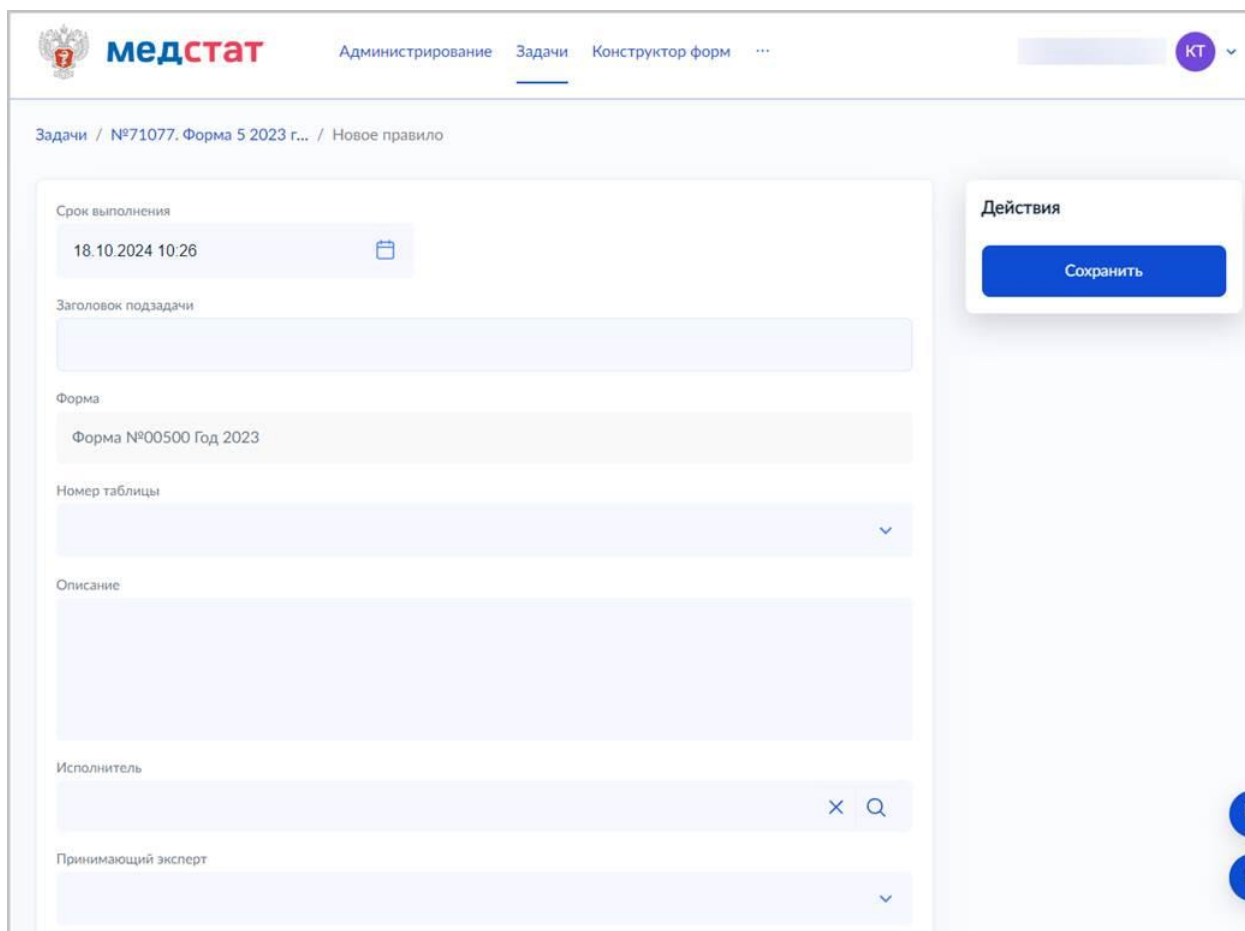 медстат Администрирование Задачи Конструктор форм ··· КТ
Задачи / №71077. Форма 5 2023 г... / Новое правило
Срок выполнения
18.10.2024 10:26
Заголовок подзадачи
Форма
Форма №00500 Год 2023
Номер таблицы
Описание
Исполнитель
Принимающий эксперт
Действия
Сохранить